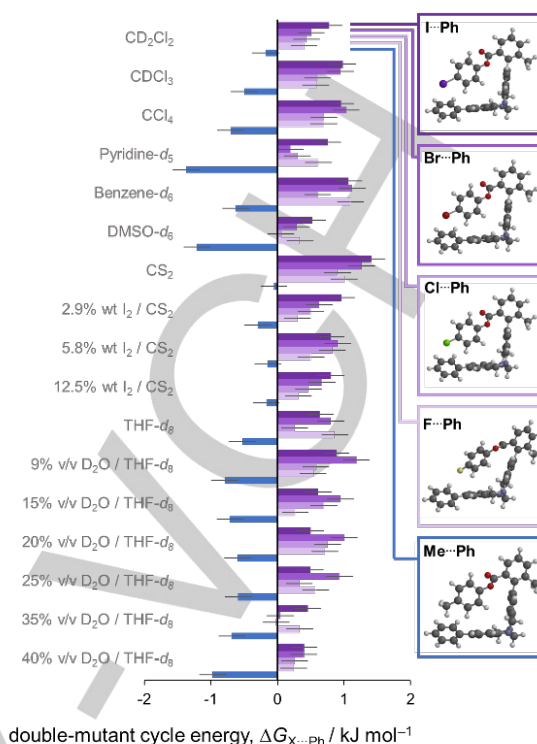 CD₂Cl₂
CDCl₃
CCl₄
Pyridine-d₅
Benzene-d₆
DMSO-d₆
CS₂
2.9% wt I₂ / CS₂
5.8% wt I₂ / CS₂
12.5% wt I₂ / CS₂
THF-d₈
9% v/v D₂O / THF-d₈
15% v/v D₂O / THF-d₈
20% v/v D₂O / THF-d₈
25% v/v D₂O / THF-d₈
35% v/v D₂O / THF-d₈
40% v/v D₂O / THF-d₈
-2 -1 0 1 2
double-mutant cycle energy, ΔG X···Ph / kJ mol⁻¹
I···Ph
Br···Ph
Cl···Ph
F···Ph
Me···Ph